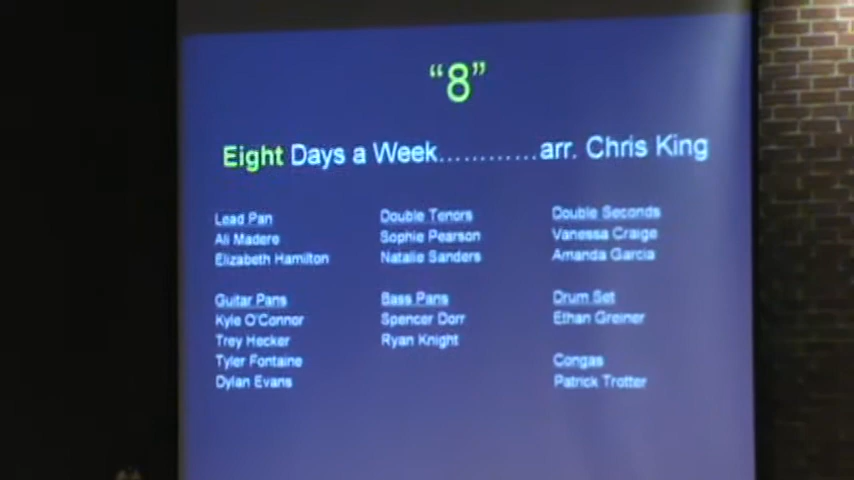 “8”
Eight Days a Week............arr. Chris King
Lead Pan
Ali Madero
Elizabeth Hamilton
Double Tenors
Sophie Pearson
Natalie Sanders
Double Seconds
Vanessa Craige
Amanda Garcia
Guitar Pans
Kyle O'Connor
Trey Hecker
Tyler Fontaine
Dylan Evans
Bass Pans
Spencer Dorr
Ryan Knight
Drum Set
Ethan Greiner
Congas
Patrick Trotter